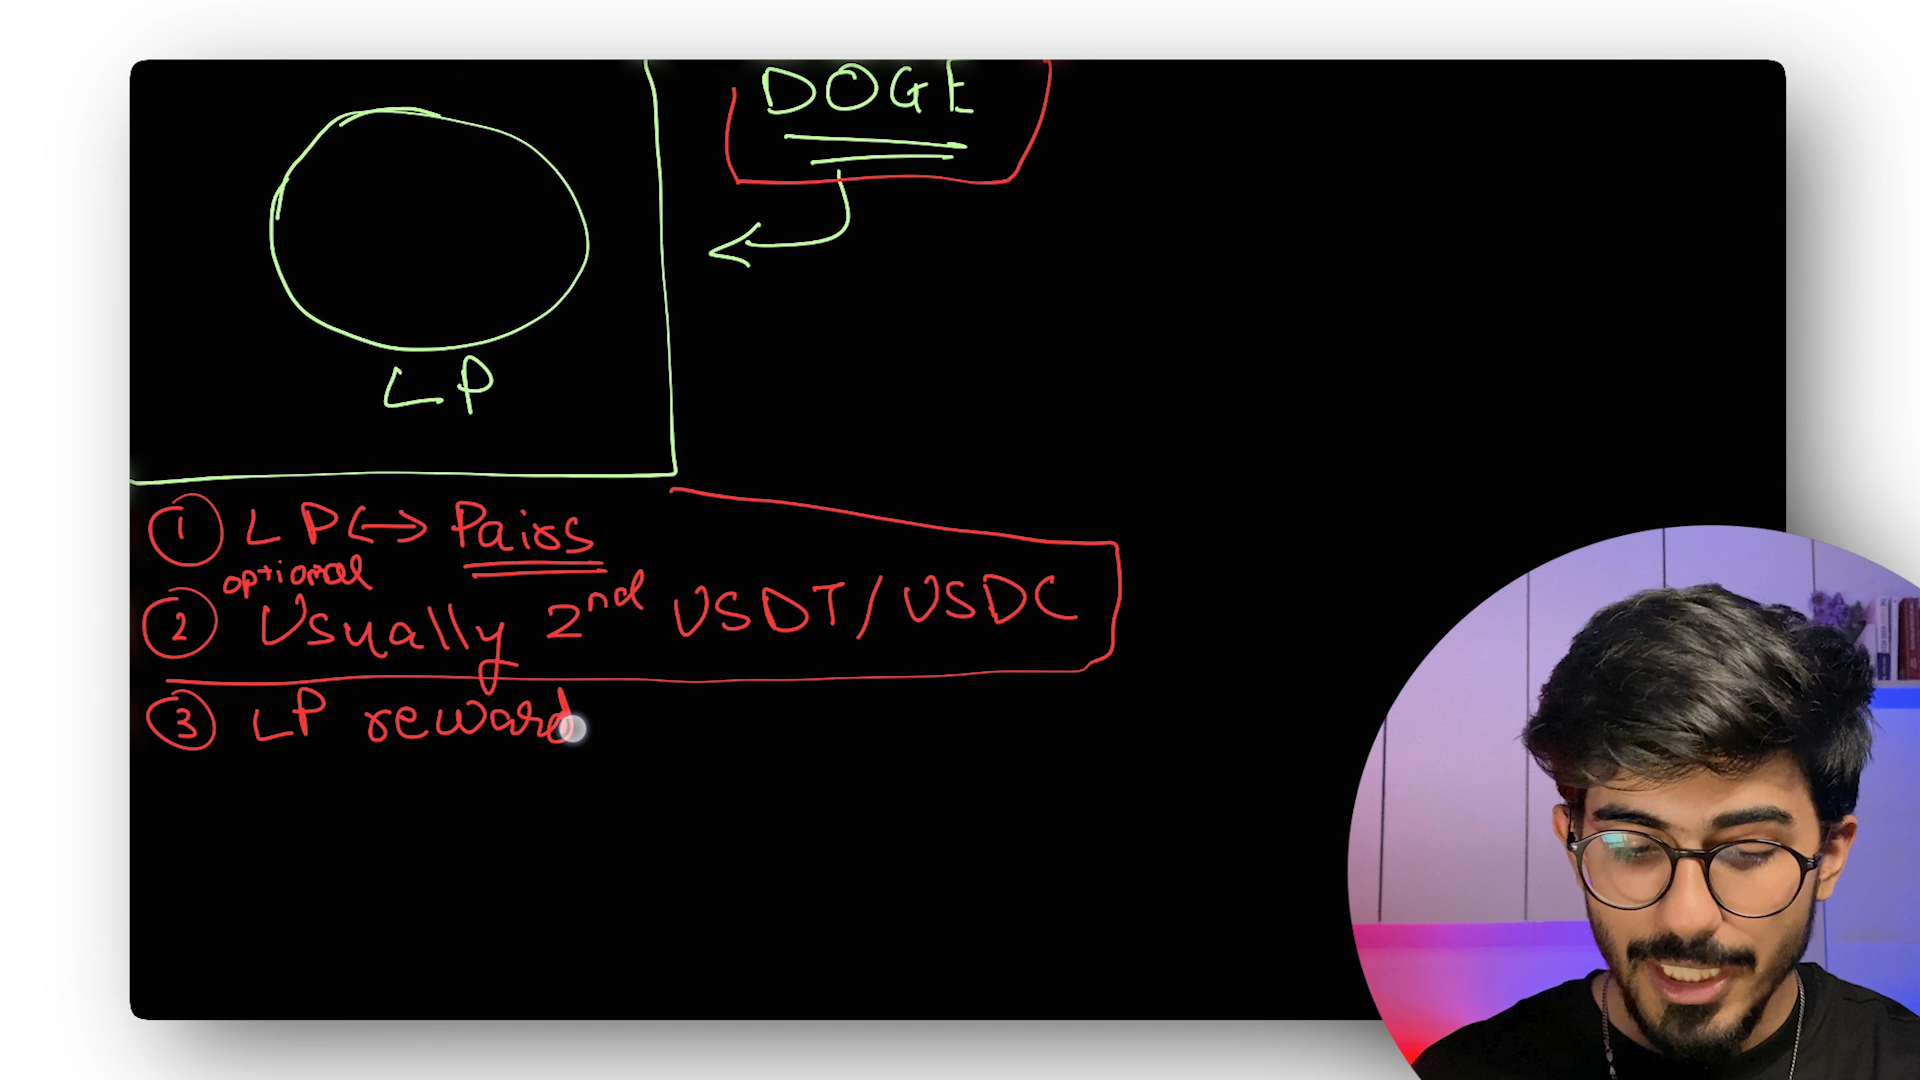 DOGE
LP
① LP ↔ Pairs
optional
② Usually 2nd USDT/USDC
③ LP reward